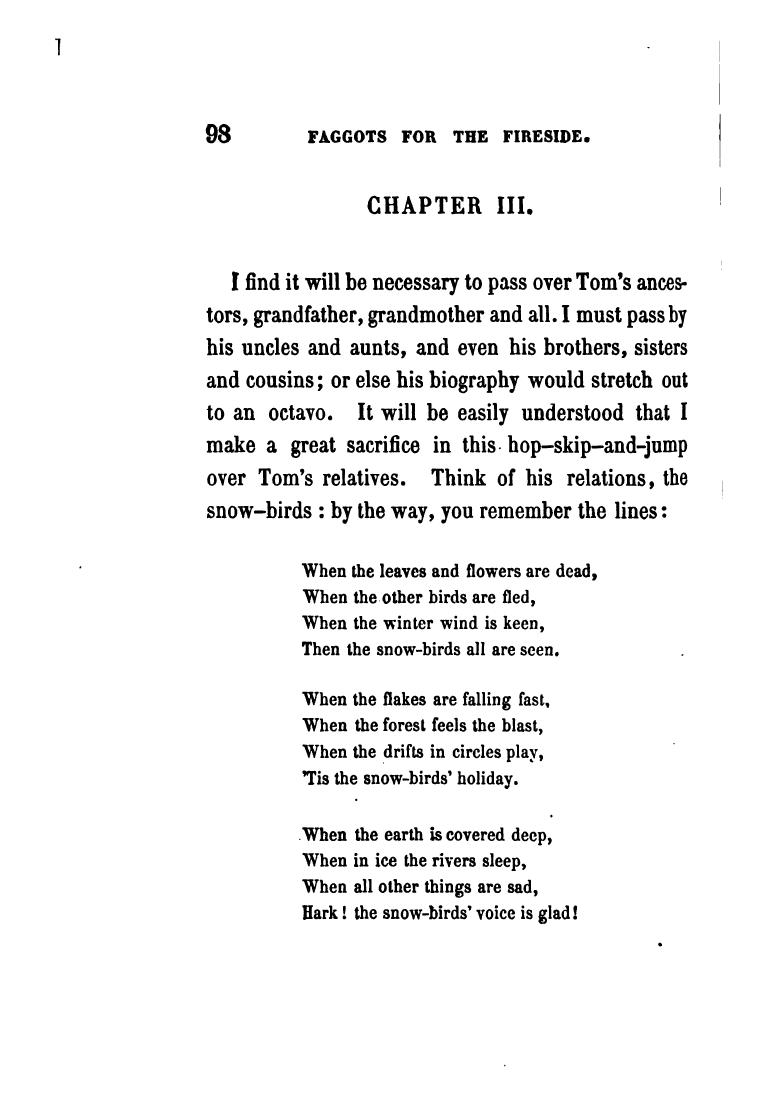 98 FAGGOTS FOR THE FIRESIDE.
CHAPTER III.
I find it will be necessary to pass over Tom's ances-
tors, grandfather, grandmother and all. I must pass by
his uncles and aunts, and even his brothers, sisters
and cousins; or else his biography would stretch out
to an octavo. It will be easily understood that I
make a great sacrifice in this hop-skip-and-jump
over Tom's relatives. Think of his relations, the
snow-birds : by the way, you remember the lines:
When the leaves and flowers are dead,
When the other birds are fled,
When the winter wind is keen,
Then the snow-birds all are seen.
When the flakes are falling fast,
When the forest feels the blast,
When the drifts in circles play,
'Tis the snow-birds' holiday.
When the earth is covered deep,
When in ice the rivers sleep,
When all other things are sad,
Hark! the snow-birds' voice is glad!